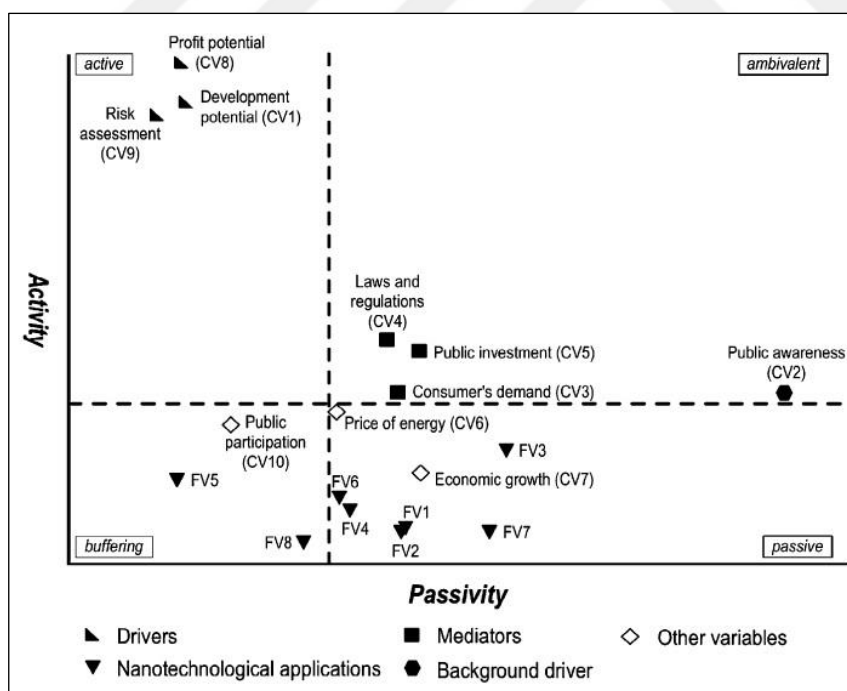 Profit potential
(CV8)
active
ambivalent
Development
potential (CV1)
Risk
assessment
(CV9)
Laws and
regulations
(CV4)
Public investment (CV5)
Public awareness
(CV2)
Consumer's demand (CV3)
Public
participation
(CV10)
Price of energy (CV6)
FV3
FV5
Economic growth (CV7)
FV6
FV4
FV1
FV2
FV7
FV8
buffering
passive
Activity
Passivity
Drivers
Mediators
Other variables
Nanotechnological applications
Background driver